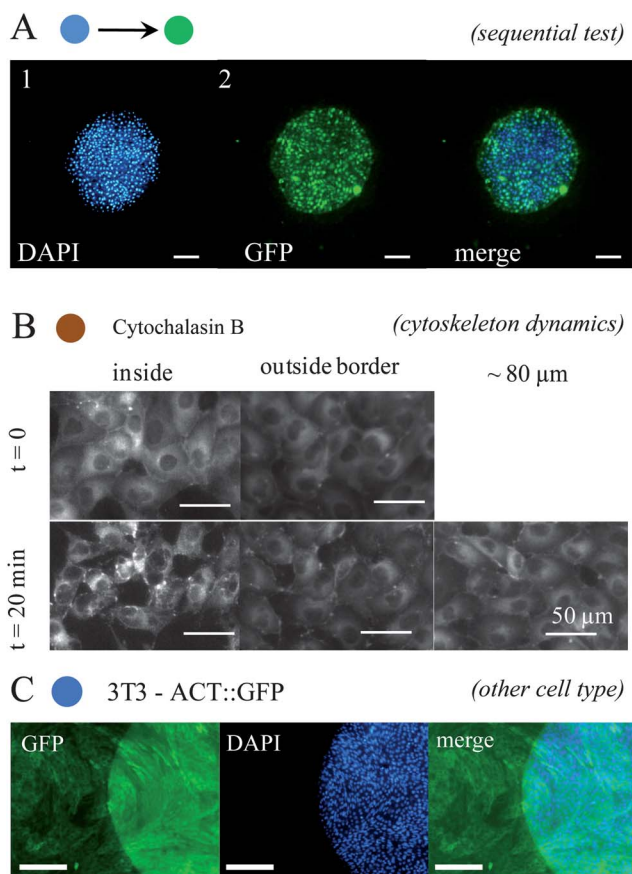 A
(sequential test)
1
2
DAPI
GFP
merge
B
Cytochalasin B
(cytoskeleton dynamics)
inside
outside border
~ 80 μm
t = 0
t = 20 min
50 μm
C
3T3 - ACT::GFP
(other cell type)
GFP
DAPI
merge